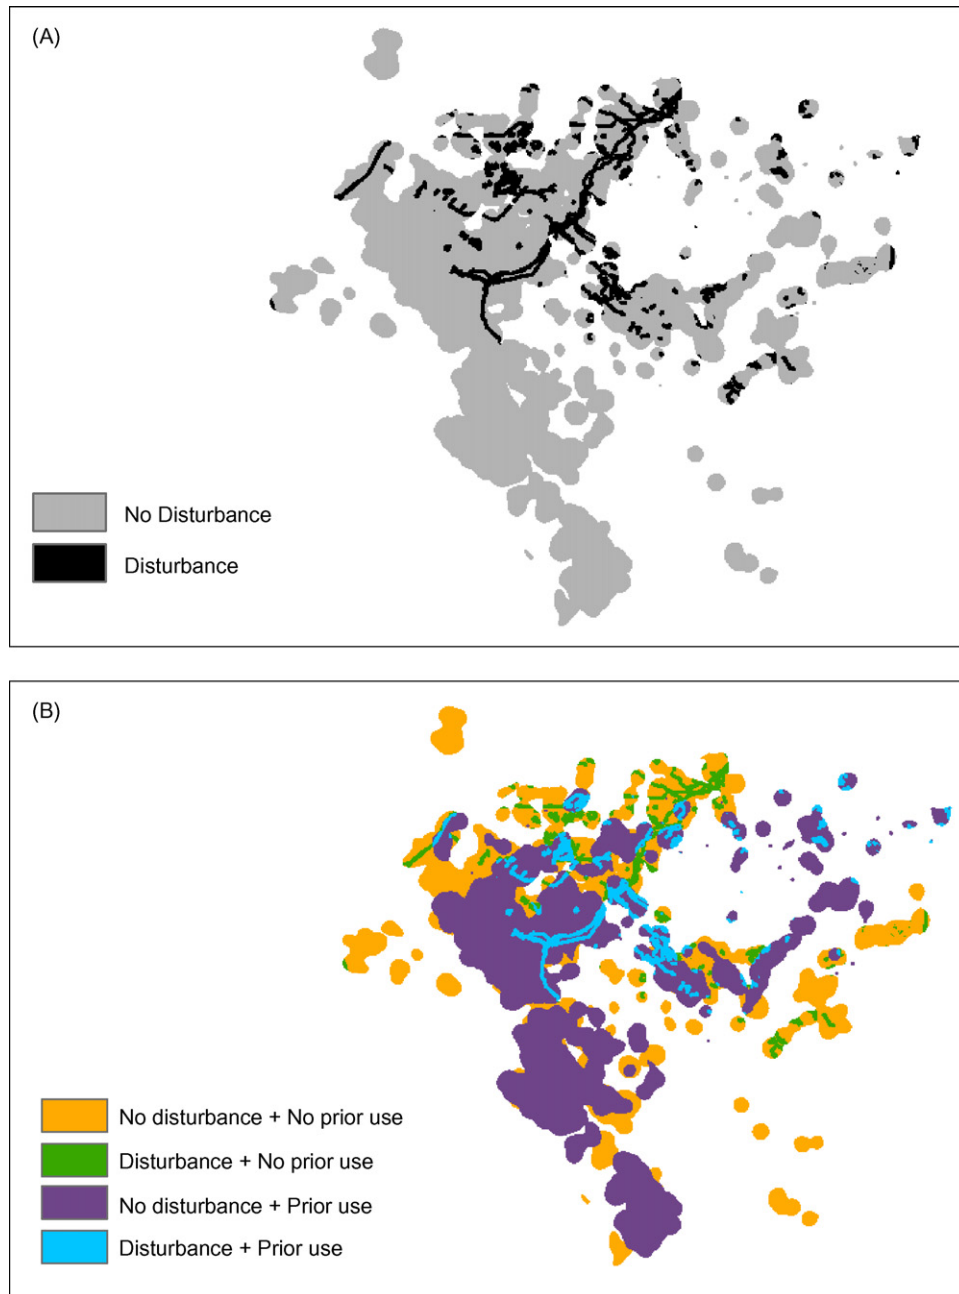 (A)
No Disturbance
Disturbance
(B)
No disturbance + No prior use
Disturbance + No prior use
No disturbance + Prior use
Disturbance + Prior use